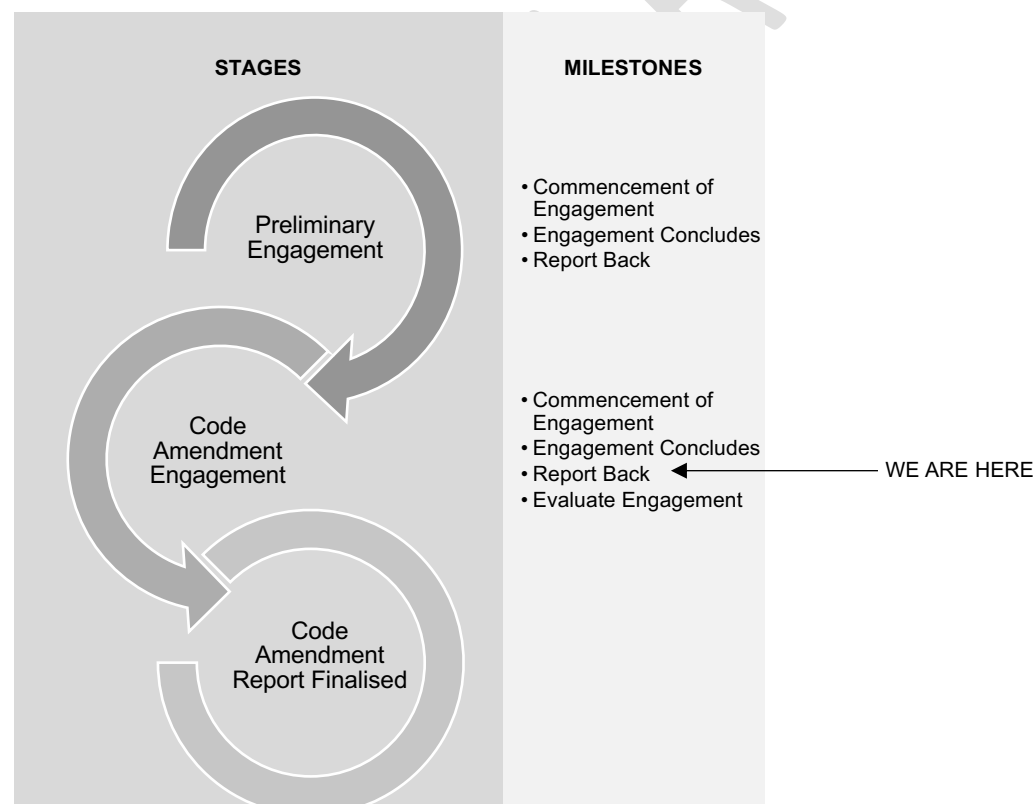 STAGES
MILESTONES
Preliminary
Engagement
• Commencement of
Engagement
• Engagement Concludes
• Report Back
Code
Amendment
Engagement
• Commencement of
Engagement
• Engagement Concludes
• Report Back
• Evaluate Engagement
WE ARE HERE
Code
Amendment
Report Finalised